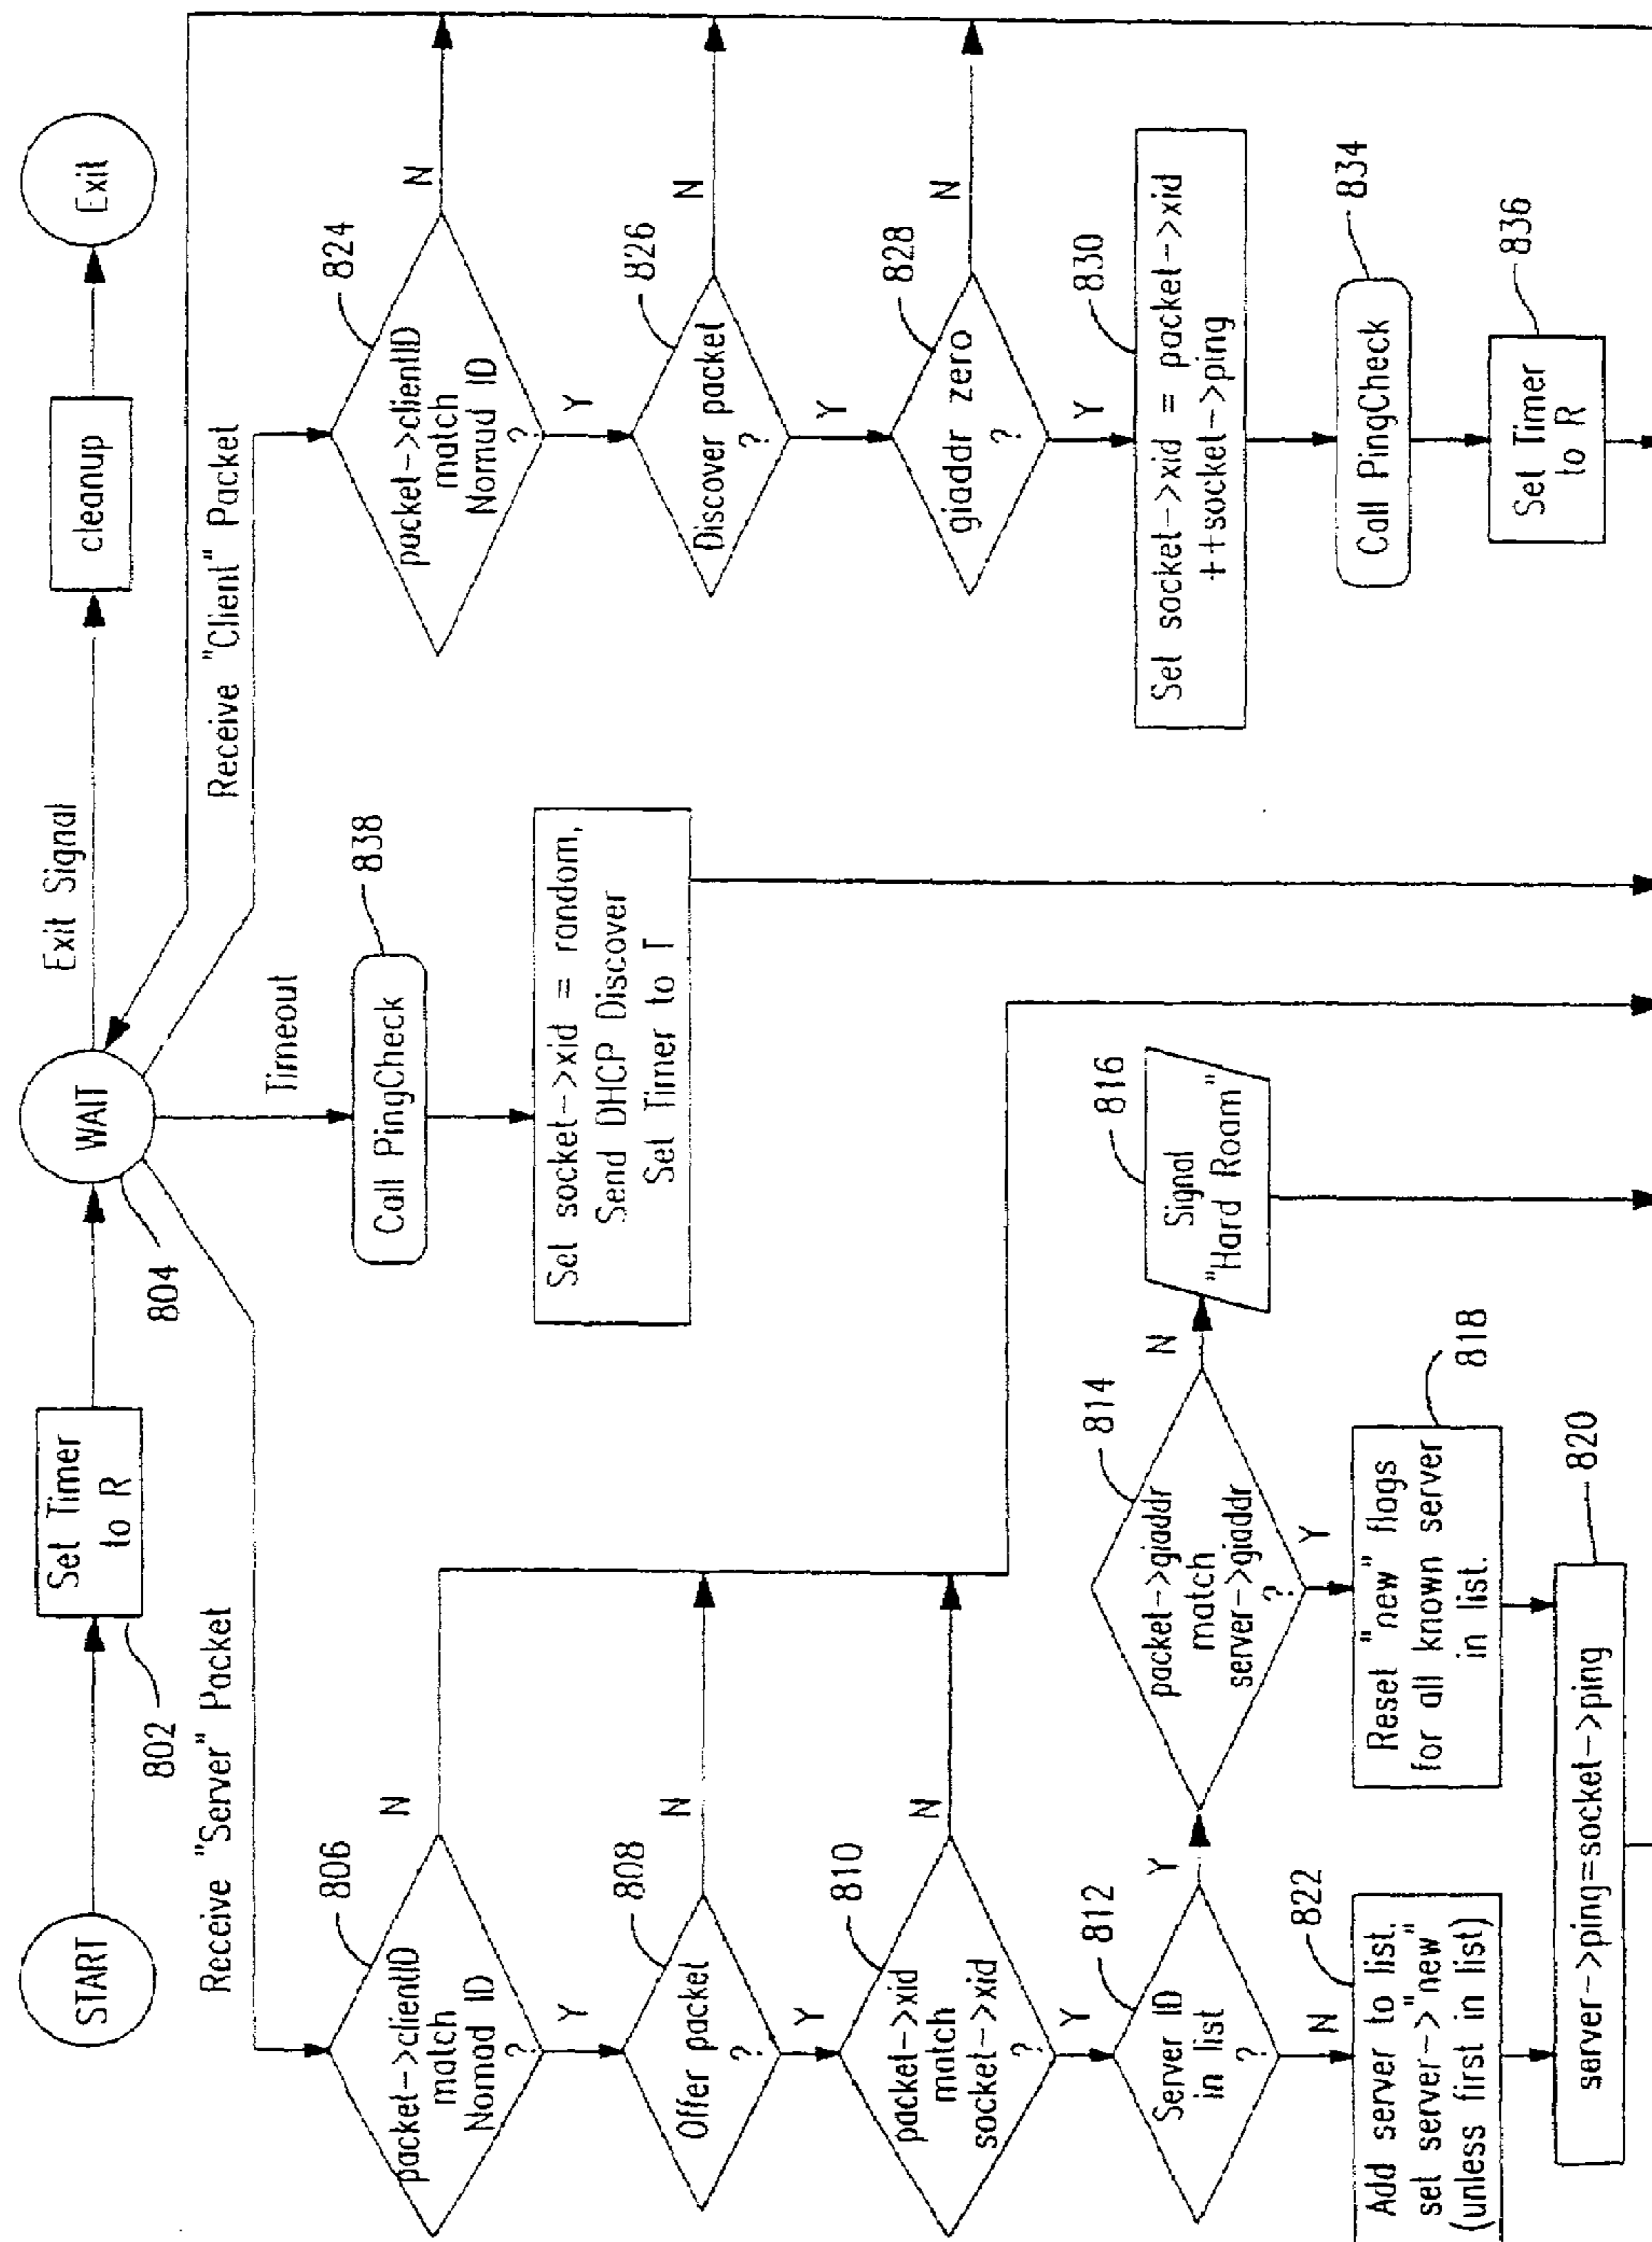 START
Set Timer
to R
802
WAIT
804
Exit Signal
cleanup
Exit
Receive "Server" Packet
Timeout
Receive "Client" Packet
packet->clientID
match
Nomad ID
?
806
N
Y
Offer packet
?
808
N
Y
packet->xid
match
socket->xid
?
810
N
Y
Server ID
in list
?
812
Y
N
packet->giaddr
match
server->giaddr
?
814
N
Y
Signal
"Hard Roam"
816
Reset "new" flags
for all known server
in list.
818
Add server to list.
set server->"new"
(unless first in list)
822
server->ping=socket->ping
820
Call PingCheck
838
Set socket->xid = random,
Send DHCP Discover
Set Timer to T
packet->clientID
match
Nomad ID
?
824
N
Y
Discover packet
?
826
N
Y
giaddr zero
?
828
N
Y
Set socket->xid = packet->xid
++socket->ping
830
Call PingCheck
834
Set Timer
to R
836